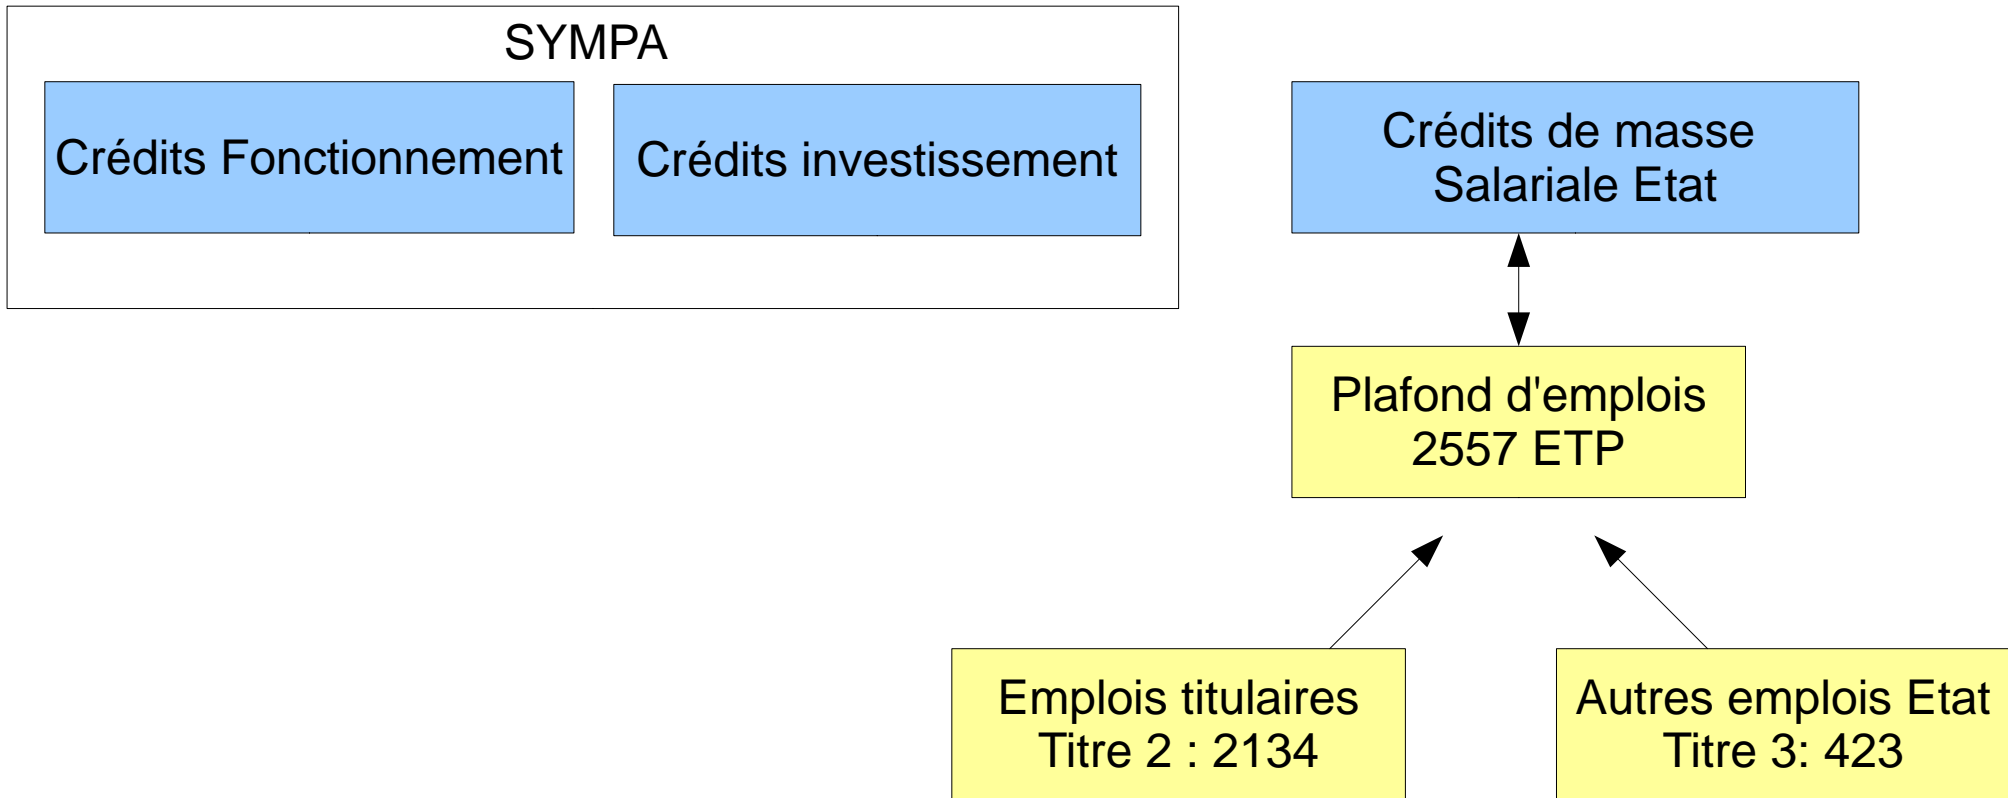 SYMPA
Crédits Fonctionnement
Crédits investissement
Crédits de masse
Salariale Etat
Plafond d'emplois
2557 ETP
Emplois titulaires
Titre 2 : 2134
Autres emplois Etat
Titre 3: 423